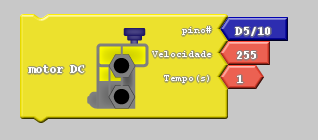 pino# D5/10
Velocidade 255
motor DC
Tempo(s) 1